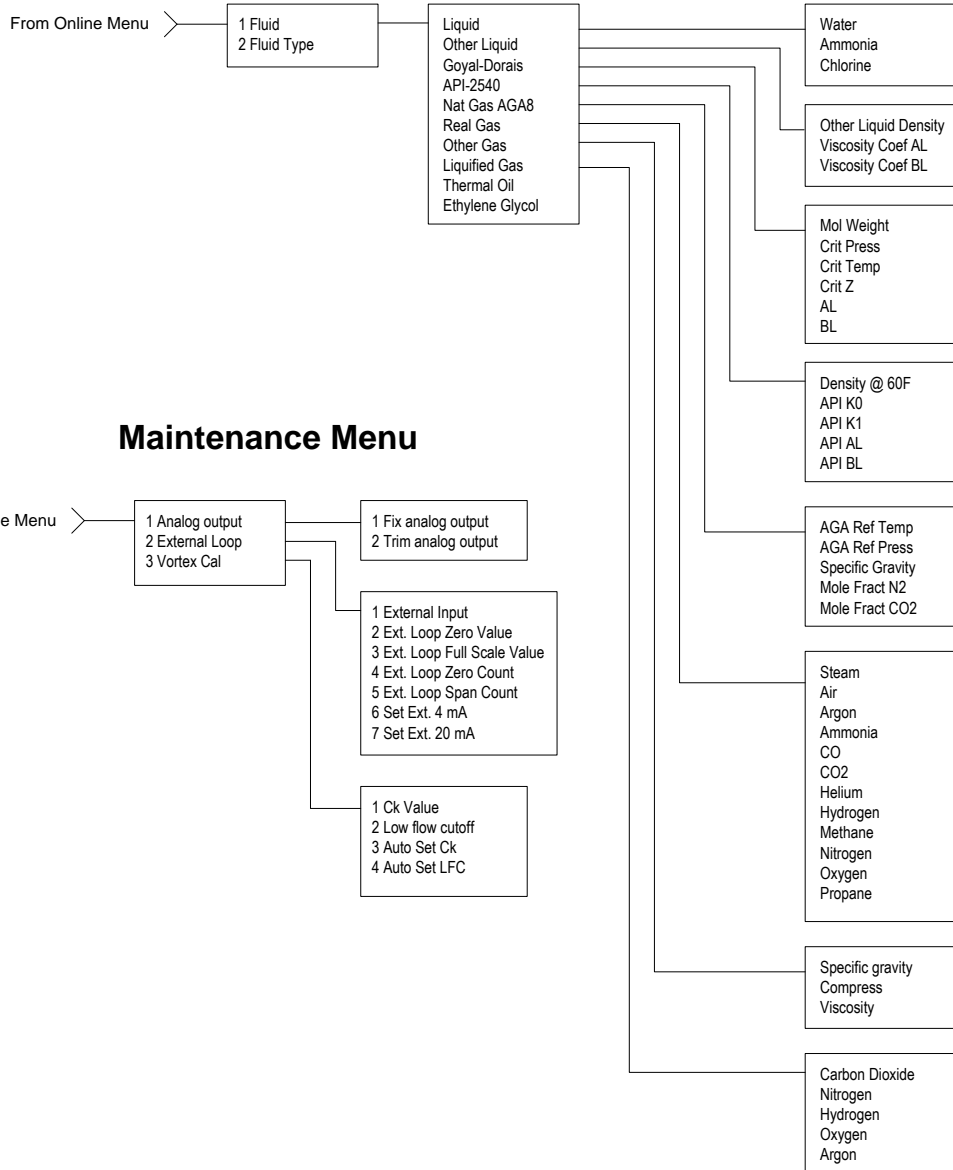 From Online Menu
1 Fluid
2 Fluid Type
Liquid
Other Liquid
Goyal-Dorais
API-2540
Nat Gas AGA8
Real Gas
Other Gas
Liquified Gas
Thermal Oil
Ethylene Glycol
Water
Ammonia
Chlorine
Other Liquid Density
Viscosity Coef AL
Viscosity Coef BL
Mol Weight
Crit Press
Crit Temp
Crit Z
AL
BL
Density @ 60F
API K0
API K1
API AL
API BL
AGA Ref Temp
AGA Ref Press
Specific Gravity
Mole Fract N2
Mole Fract CO2
Steam
Air
Argon
Ammonia
CO
CO2
Helium
Hydrogen
Methane
Nitrogen
Oxygen
Propane
Specific gravity
Compress
Viscosity
Carbon Dioxide
Nitrogen
Hydrogen
Oxygen
Argon
Maintenance Menu
e Menu
1 Analog output
2 External Loop
3 Vortex Cal
1 Fix analog output
2 Trim analog output
1 External Input
2 Ext. Loop Zero Value
3 Ext. Loop Full Scale Value
4 Ext. Loop Zero Count
5 Ext. Loop Span Count
6 Set Ext. 4 mA
7 Set Ext. 20 mA
1 Ck Value
2 Low flow cutoff
3 Auto Set Ck
4 Auto Set LFC